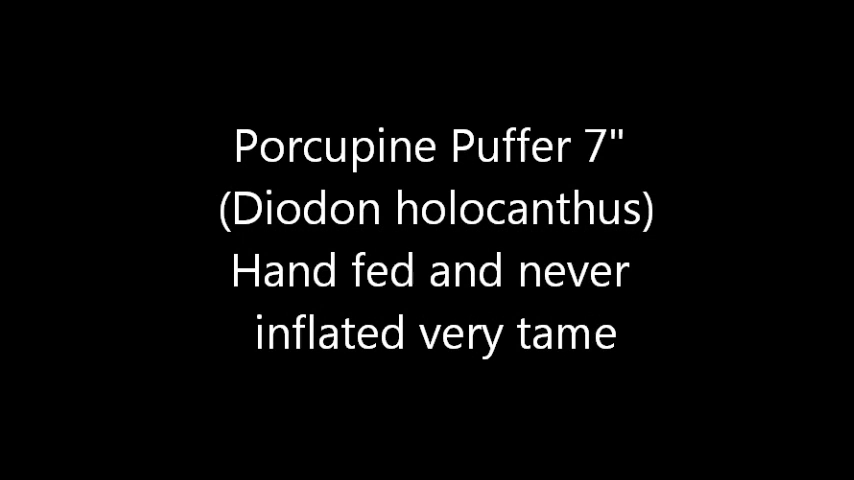 Porcupine Puffer 7"
(Diodon holocanthus)
Hand fed and never
inflated very tame